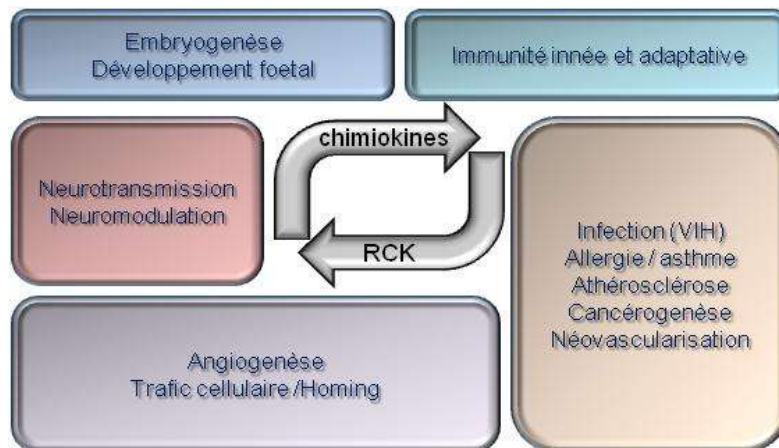 Embryogenèse
Développement foetal
Immunité innée et adaptative
chimiokines
Neurotransmission
Neuromodulation
RCK
Infection (VIH)
Allergie / asthme
Athérosclérose
Cancérogenèse
Néovascularisation
Angiogenèse
Trafic cellulaire /Homing